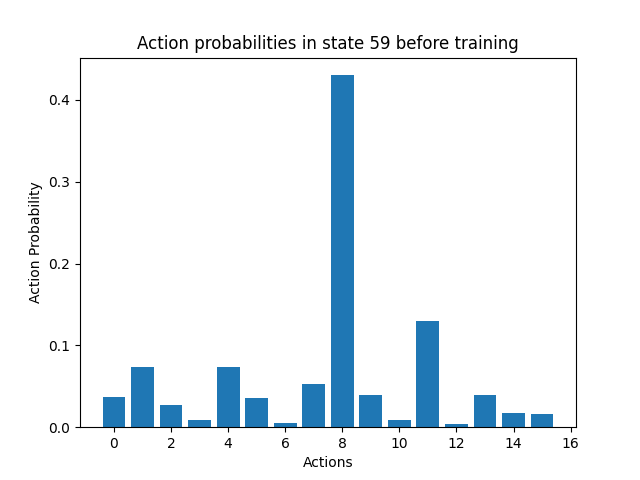 Action probabilities in state 59 before training
0.4
0.3
0.2
0.1
0.0
Action Probability
0 2 4 6 8 10 12 14 16
Actions